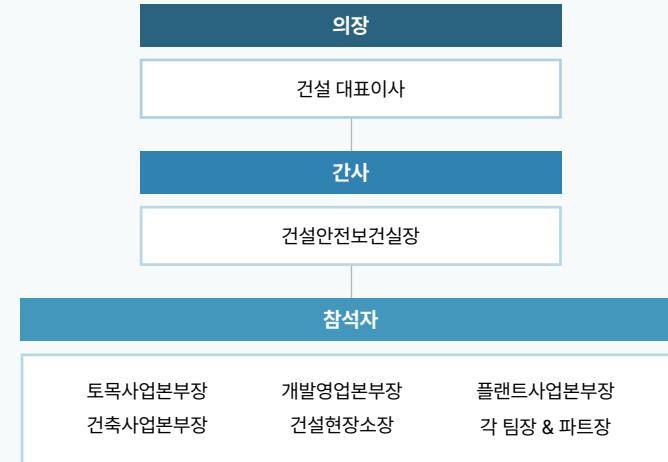 의장
건설 대표이사
간사
건설안전보건실장
참석자
토목사업본부장 개발영업본부장 플랜트사업본부장
건축사업본부장 건설현장소장 각 팀장 & 파트장